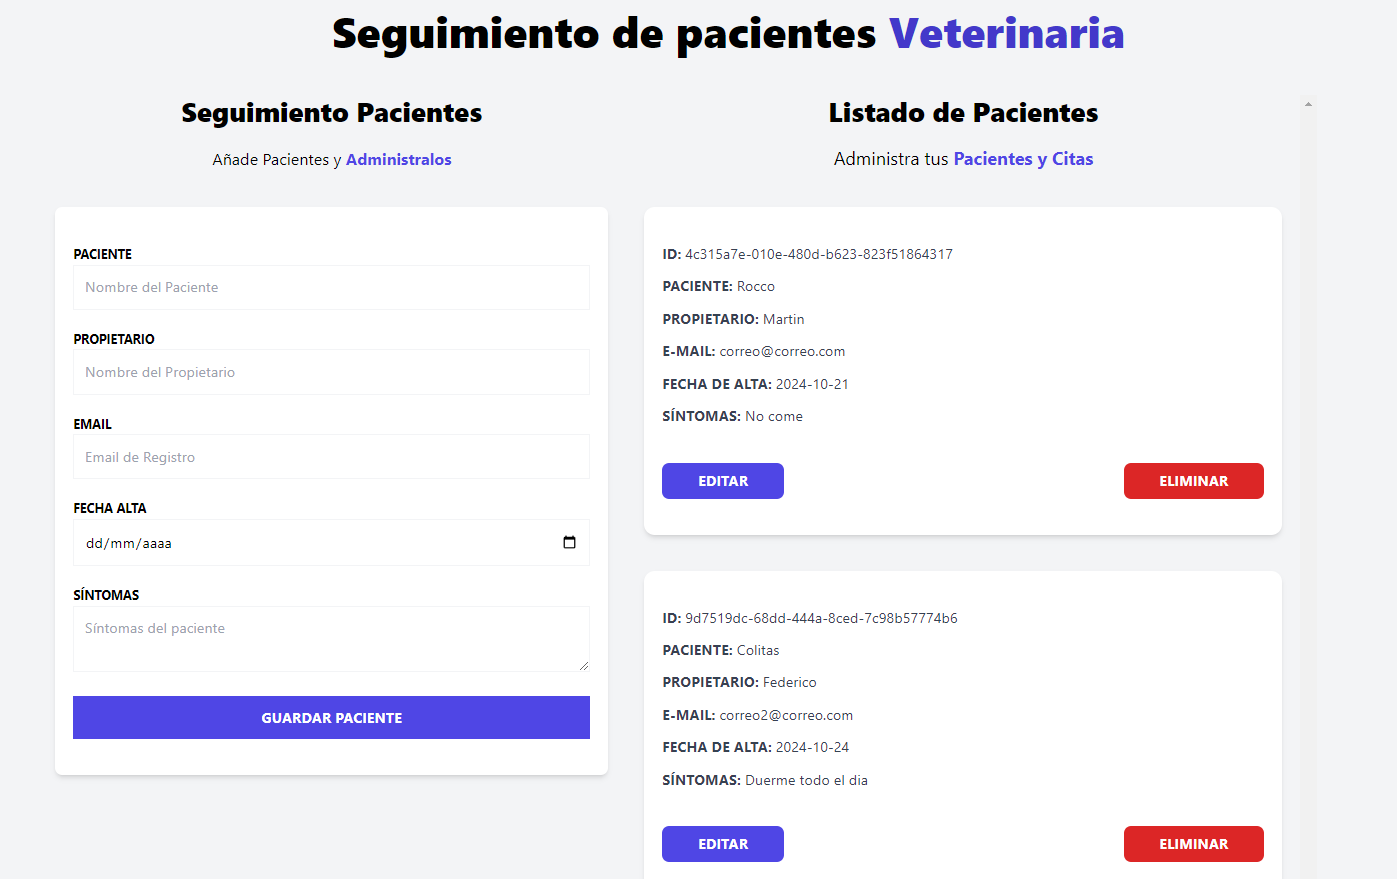 Seguimiento de pacientes Veterinaria
Seguimiento Pacientes
Añade Pacientes y Administralos
PACIENTE
Nombre del Paciente
PROPIETARIO
Nombre del Propietario
EMAIL
Email de Registro
FECHA ALTA
dd/mm/aaaa
SÍNTOMAS
Síntomas del paciente
GUARDAR PACIENTE
Listado de Pacientes
Administra tus Pacientes y Citas
ID: 4c315a7e-010e-480d-b623-823f51864317
PACIENTE: Rocco
PROPIETARIO: Martin
E-MAIL: correo@correo.com
FECHA DE ALTA: 2024-10-21
SÍNTOMAS: No come
EDITAR
ELIMINAR
ID: 9d7519dc-68dd-444a-8ced-7c98b57774b6
PACIENTE: Colitas
PROPIETARIO: Federico
E-MAIL: correo2@correo.com
FECHA DE ALTA: 2024-10-24
SÍNTOMAS: Duerme todo el dia
EDITAR
ELIMINAR